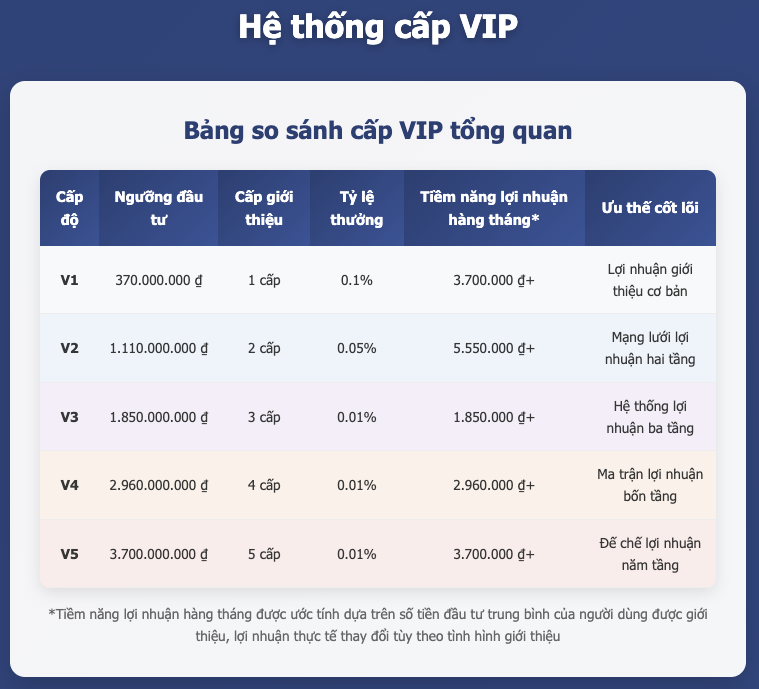 Hệ thống cấp VIP
Bảng so sánh cấp VIP tổng quan
Cấp độ | Ngưỡng đầu tư | Cấp giới thiệu | Tỷ lệ thưởng | Tiềm năng lợi nhuận hàng tháng* | Ưu thế cốt lõi
V1 | 370.000.000 ₫ | 1 cấp | 0.1% | 3.700.000 ₫+ | Lợi nhuận giới thiệu cơ bản
V2 | 1.110.000.000 ₫ | 2 cấp | 0.05% | 5.550.000 ₫+ | Mạng lưới lợi nhuận hai tầng
V3 | 1.850.000.000 ₫ | 3 cấp | 0.01% | 1.850.000 ₫+ | Hệ thống lợi nhuận ba tầng
V4 | 2.960.000.000 ₫ | 4 cấp | 0.01% | 2.960.000 ₫+ | Ma trận lợi nhuận bốn tầng
V5 | 3.700.000.000 ₫ | 5 cấp | 0.01% | 3.700.000 ₫+ | Đế chế lợi nhuận năm tầng
*Tiềm năng lợi nhuận hàng tháng được ước tính dựa trên số tiền đầu tư trung bình của người dùng được giới
thiệu, lợi nhuận thực tế thay đổi tùy theo tình hình giới thiệu